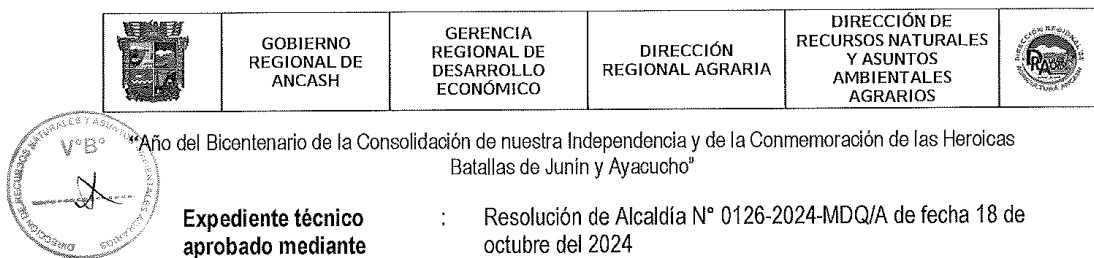 GOBIERNO
REGIONAL DE
ANCASH
GERENCIA
REGIONAL DE
DESARROLLO
ECONÓMICO
DIRECCIÓN
REGIONAL AGRARIA
DIRECCIÓN DE
RECURSOS NATURALES
Y ASUNTOS
AMBIENTALES
AGRARIOS
V°B°
"Año del Bicentenario de la Consolidación de nuestra Independencia y de la Conmemoración de las Heroicas
Batallas de Junín y Ayacucho"
Expediente técnico : Resolución de Alcaldía N° 0126-2024-MDQ/A de fecha 18 de
aprobado mediante octubre del 2024